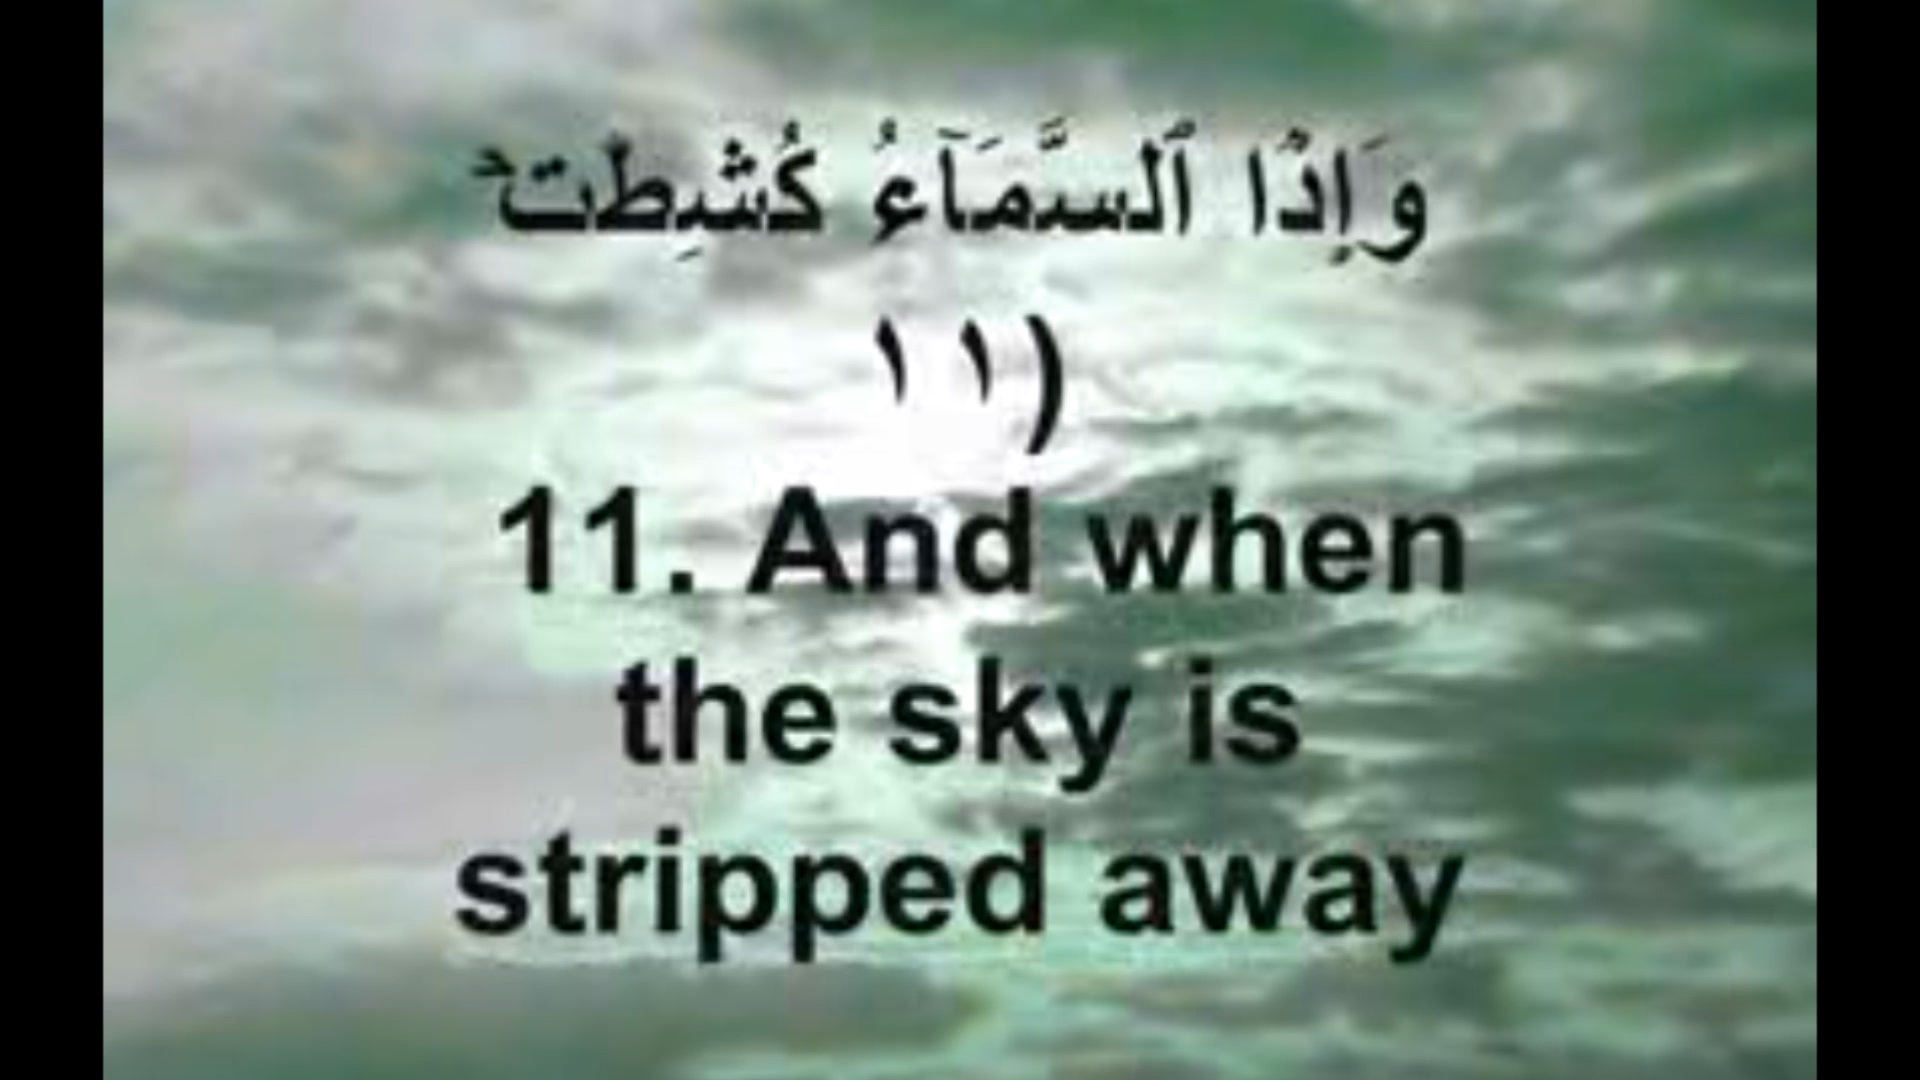 وَإِذَا ٱلسَّمَآءُ كُشِطَتۡ
(١١
11. And when
the sky is
stripped away